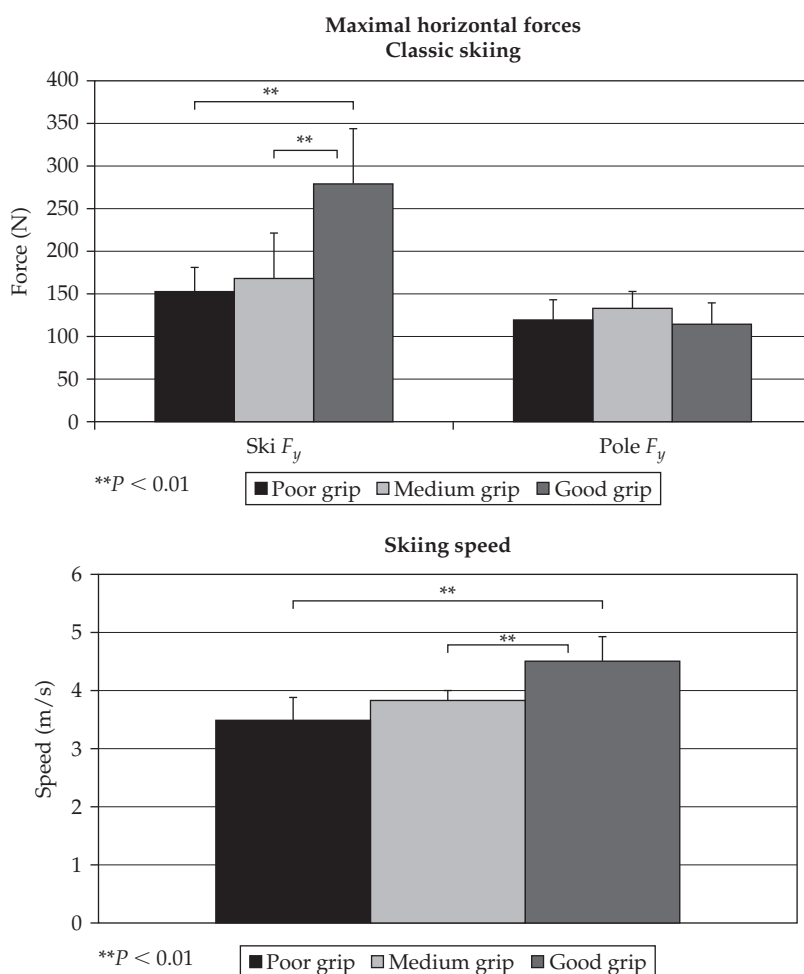 Maximal horizontal forces
Classic skiing
400
350
300
250
200
150
100
50
0
Force (N)
**
**
Ski Fy
Pole Fy
**P < 0.01
Poor grip Medium grip Good grip
Skiing speed
6
5
4
3
2
1
0
Speed (m/s)
**
**
**P < 0.01
Poor grip Medium grip Good grip